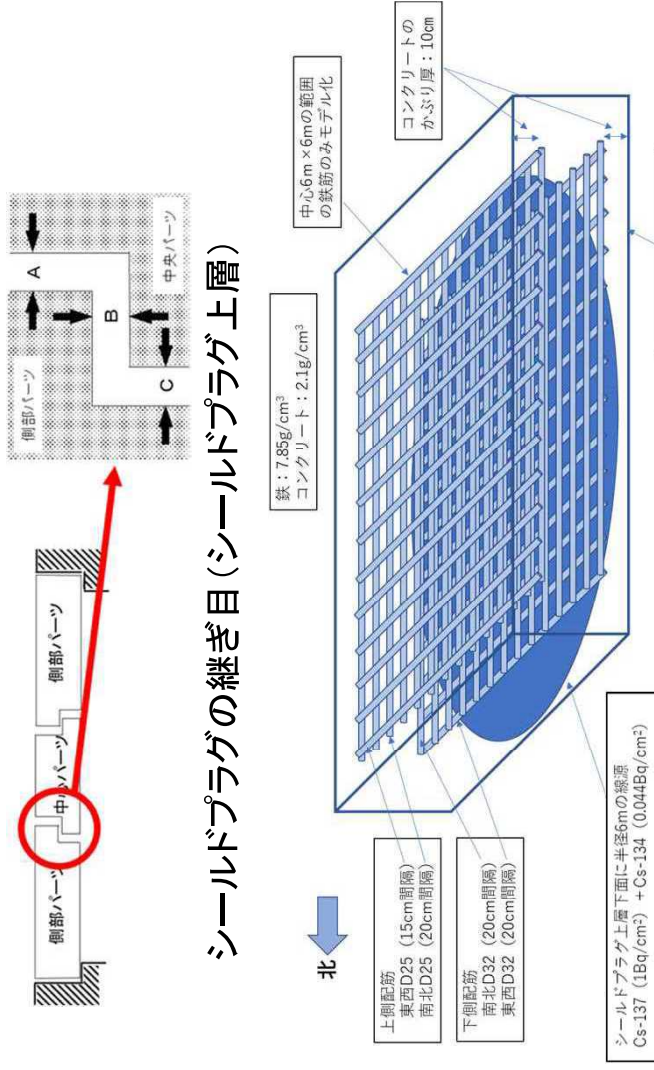 側部パーツ
中心パーツ
側部パーツ
側部パーツ
A
B
C
中央パーツ
シールドプラグの継ぎ目(シールドプラグ上層)
北
鉄：7.85g/cm³
コンクリート：2.1g/cm³
中心6m×6mの範囲
の鉄筋のみモデル化
コンクリートの
かぶり厚：10cm
上側配筋
東西D25（15cm間隔）
南北D25（20cm間隔）
下側配筋
南北D32（20cm間隔）
東西D32（20cm間隔）
シールドプラグ上層下面に半径6mの線源
Cs-137（1Bq/cm²）＋Cs-134（0.044Bq/cm²）